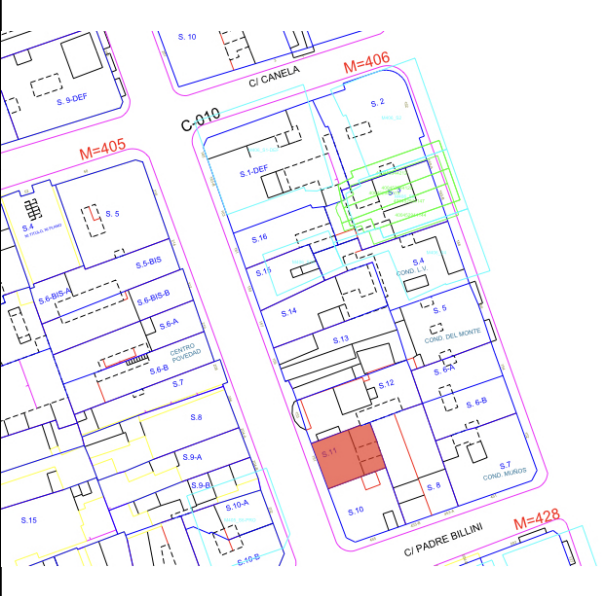 S. 10
C/ CANELA
M=406
S. 9-DEF
C-010
S. 2
M=405
S.1-DEF
S. 3
S.4
S. 5
S.16
S.5-BIS
S.15
S.4
COND. L.V.
S.6-BIS-A
S.6-BIS-B
S.14
S. 5
S.6-A
COND. DEL MONTE
S.13
CENTRO
POVEDAD
S.6-B
S.7
S.12
S. 6-A
S. 6-B
S.8
S.11
S.9-A
S.7
COND. MUÑOS
S.9-B
S. 8
S.10-A
S.10
S.15
M=428
C/ PADRE BILLINI
S.10-B